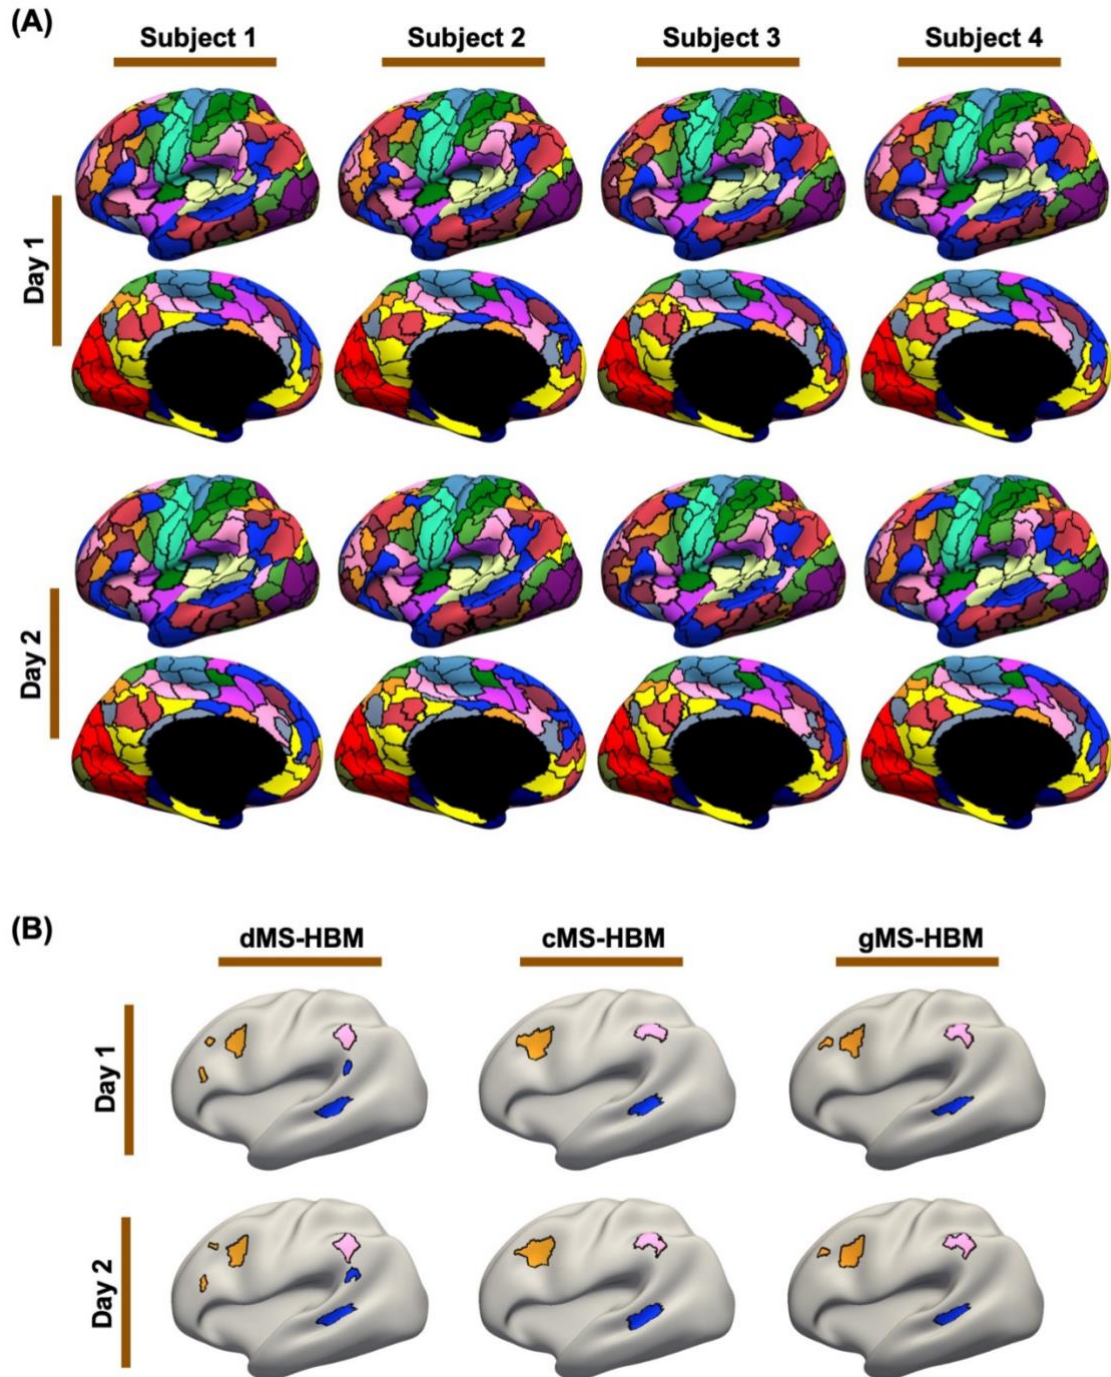 (A)
Subject 1 Subject 2 Subject 3 Subject 4
Day 1
Day 2
(B)
dMS-HBM cMS-HBM gMS-HBM
Day 1
Day 2